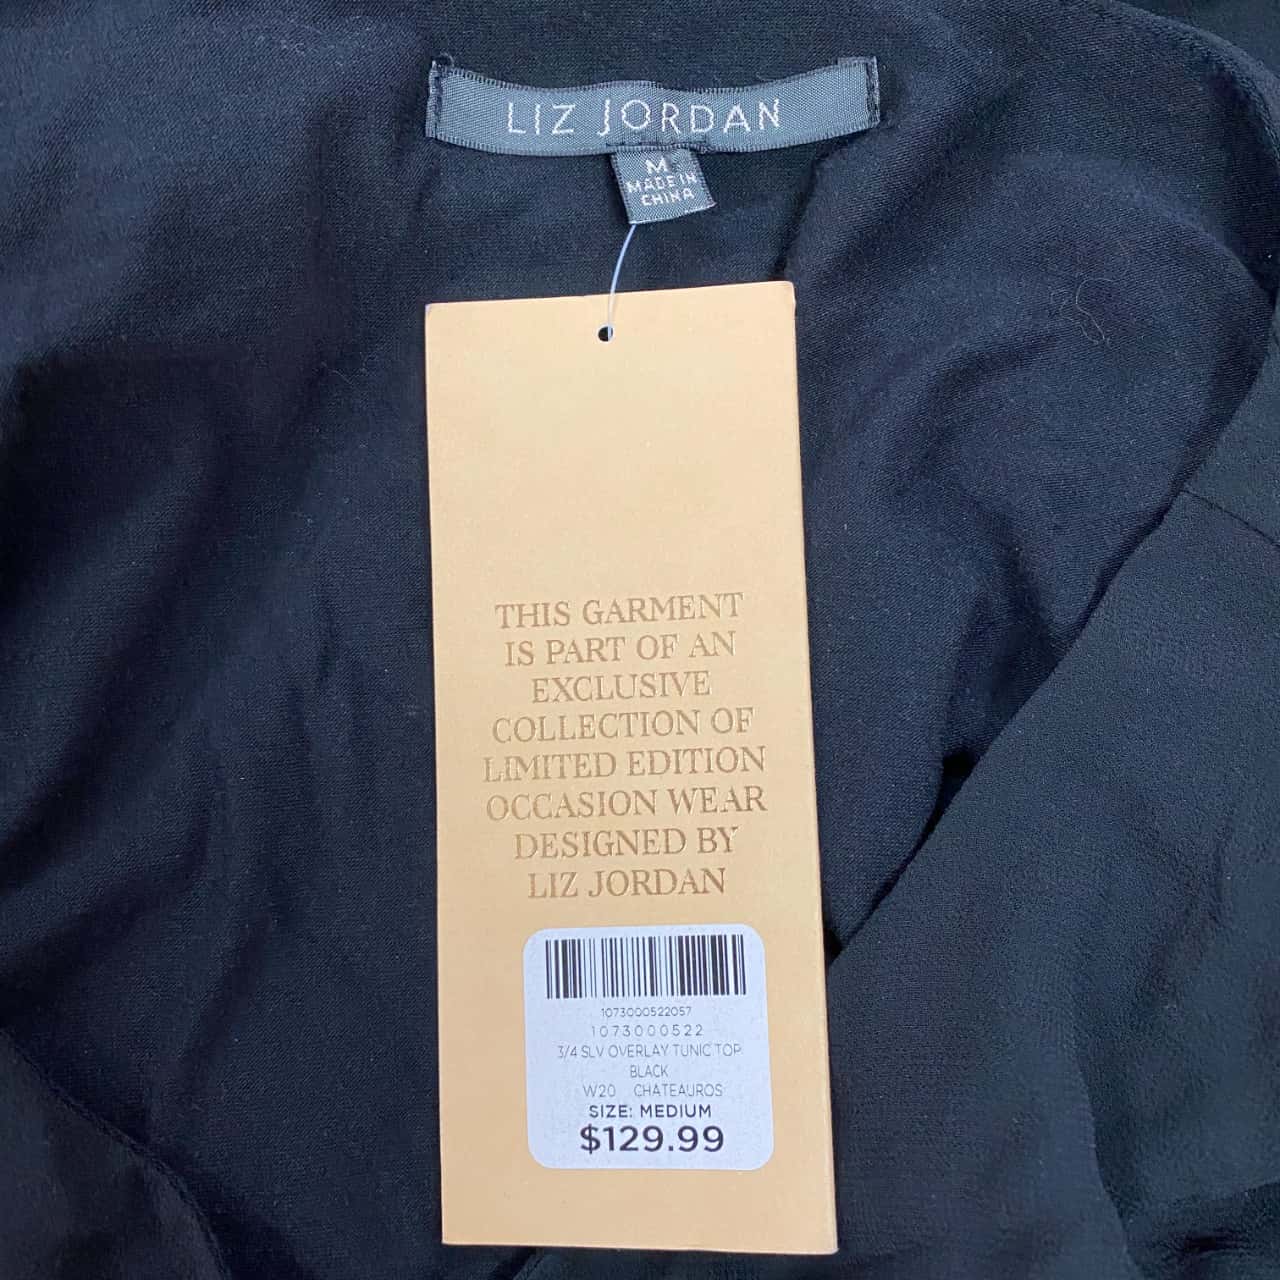 LIZ JORDAN
M
MADE IN
CHINA
THIS GARMENT
IS PART OF AN
EXCLUSIVE
COLLECTION OF
LIMITED EDITION
OCCASION WEAR
DESIGNED BY
LIZ JORDAN
1073000522057
1073000522
3/4 SLV OVERLAY TUNIC TOP
BLACK
W20 CHATEAUROS
SIZE: MEDIUM
$129.99